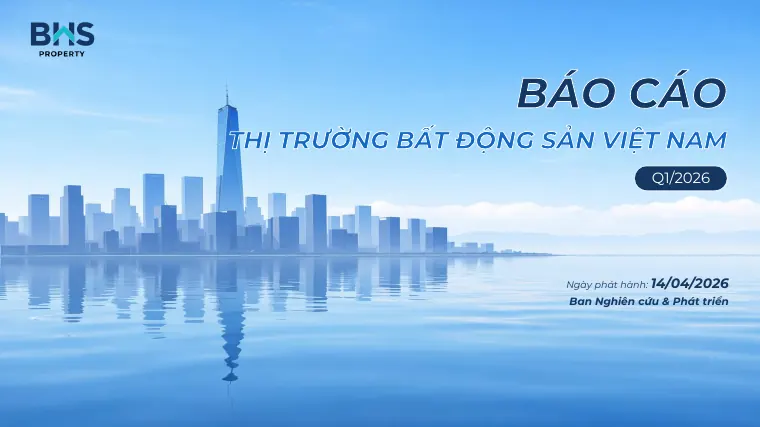 BHS
PROPERTY
BÁO CÁO
THỊ TRƯỜNG BẤT ĐỘNG SẢN VIỆT NAM
Q1/2026
Ngày phát hành: 14/04/2026
Ban Nghiên cứu & Phát triển